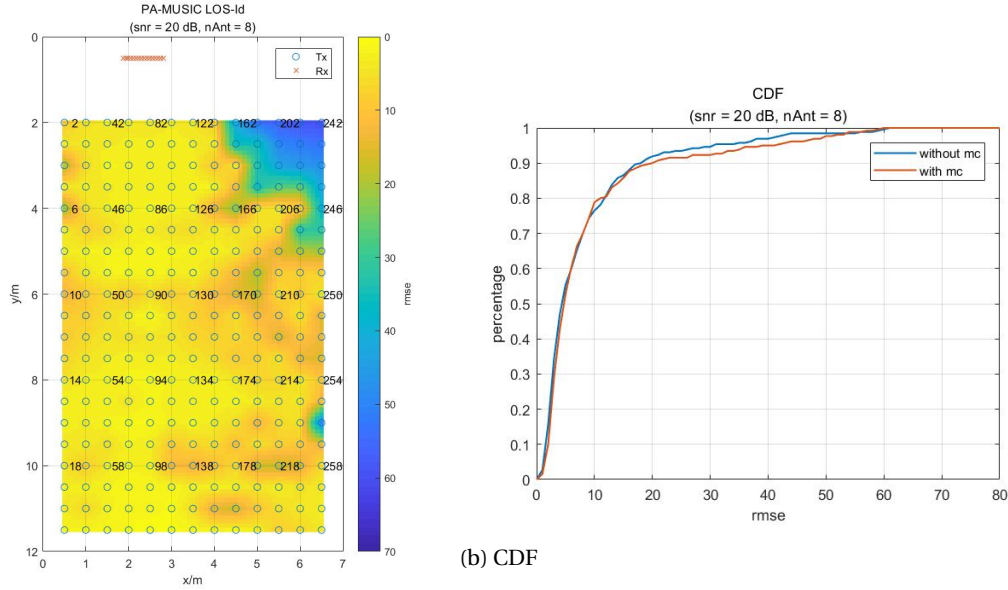 PA-MUSIC LOS-Id
(snr = 20 dB, nAnt = 8)
0
Tx
Rx
2 2 42 82 122 162 202 242
4 6 46 86 126 166 206 246
6 10 50 90 130 170 210 250
8 14 54 94 134 174 214 254
10 18 58 98 138 178 218 258
12
0 1 2 3 4 5 6 7
x/m
y/m
0
10
20
30
40
50
60
70
rmse
CDF
(snr = 20 dB, nAnt = 8)
1
0.9
0.8
0.7
0.6
0.5
0.4
0.3
0.2
0.1
0
without mc
with mc
percentage
0 10 20 30 40 50 60 70 80
rmse
(b) CDF